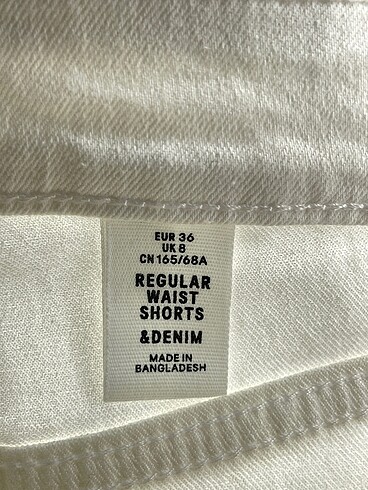 EUR 36
UK 8
CN 165/68A
REGULAR
WAIST
SHORTS
&DENIM
MADE IN
BANGLADESH